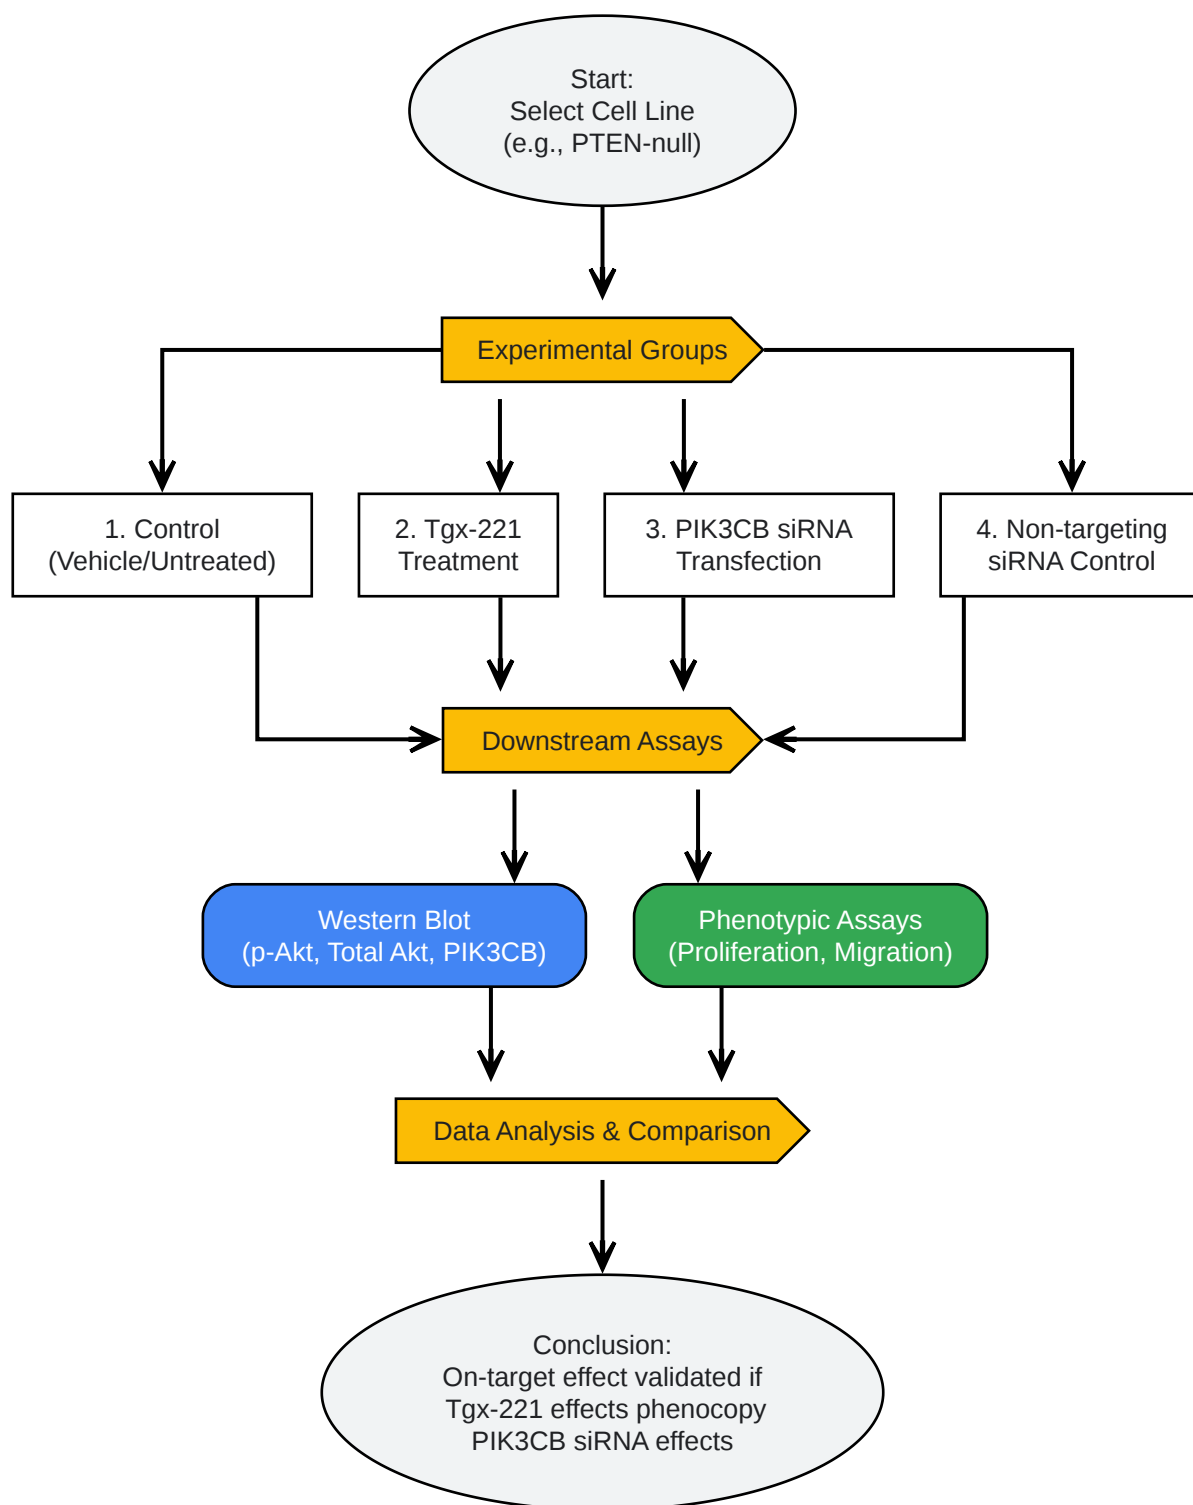 Start:
Select Cell Line
(e.g., PTEN-null)
Experimental Groups
1. Control
(Vehicle/Untreated)
2. Tgx-221
Treatment
3. PIK3CB siRNA
Transfection
4. Non-targeting
siRNA Control
Downstream Assays
Western Blot
(p-Akt, Total Akt, PIK3CB)
Phenotypic Assays
(Proliferation, Migration)
Data Analysis & Comparison
Conclusion:
On-target effect validated if
Tgx-221 effects phenocopy
PIK3CB siRNA effects